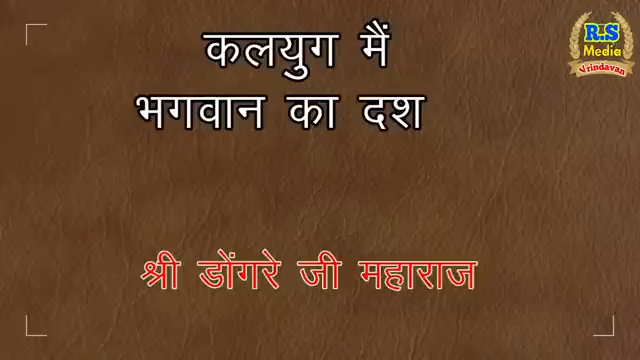 कलयुग मैं
भगवान का दश
श्री डोंगरे जी महाराज
R.S
Media
Vrindavan